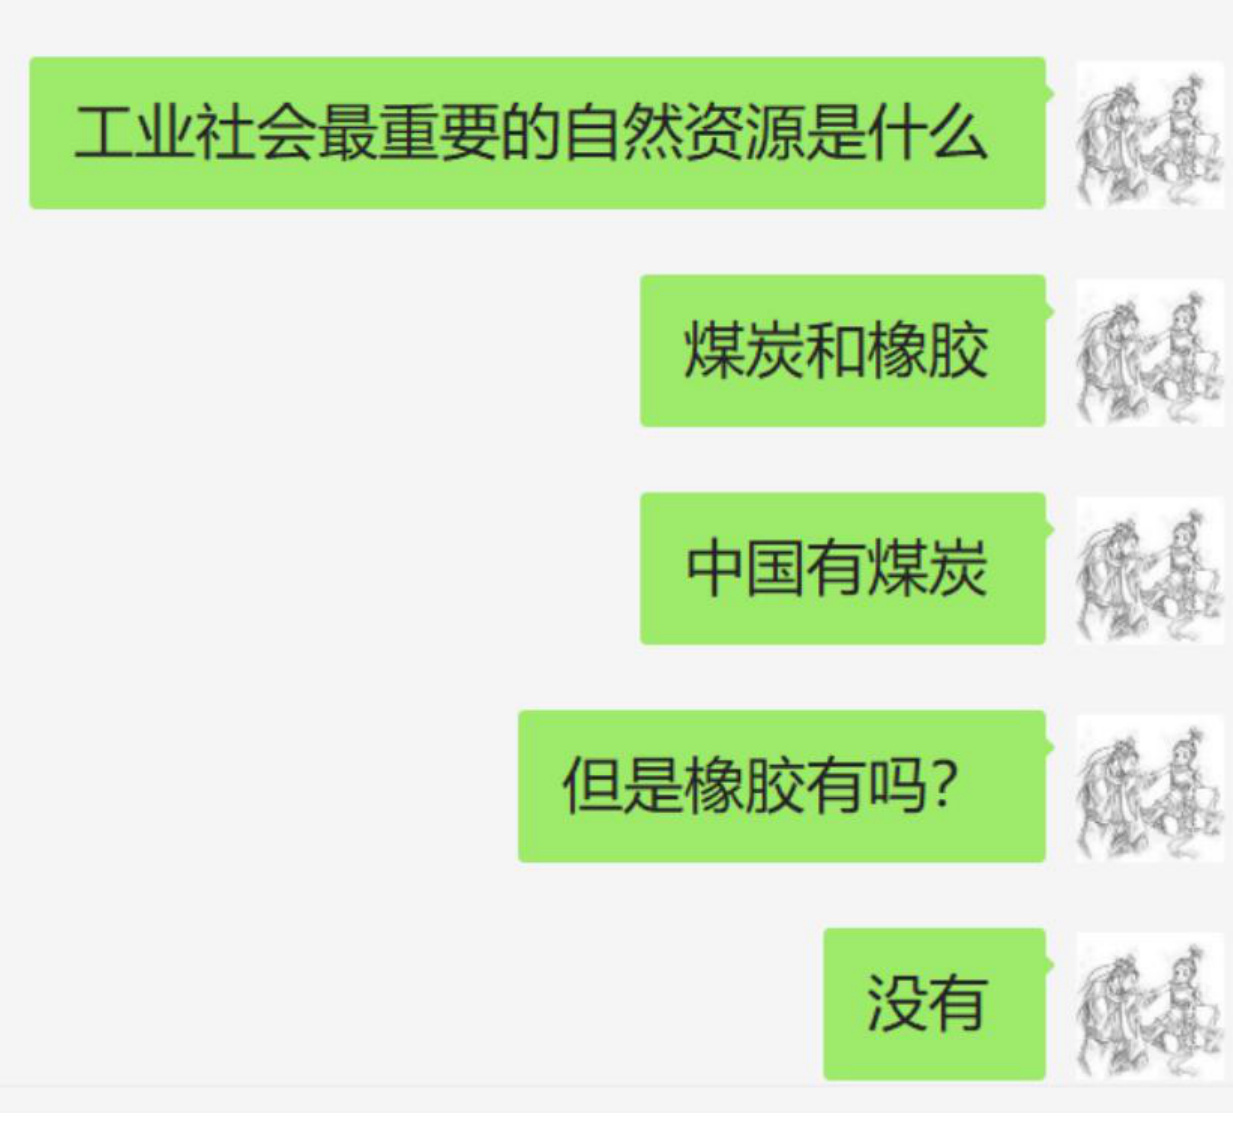 工业社会最重要的自然资源是什么
煤炭和橡胶
中国有煤炭
但是橡胶有吗？
没有